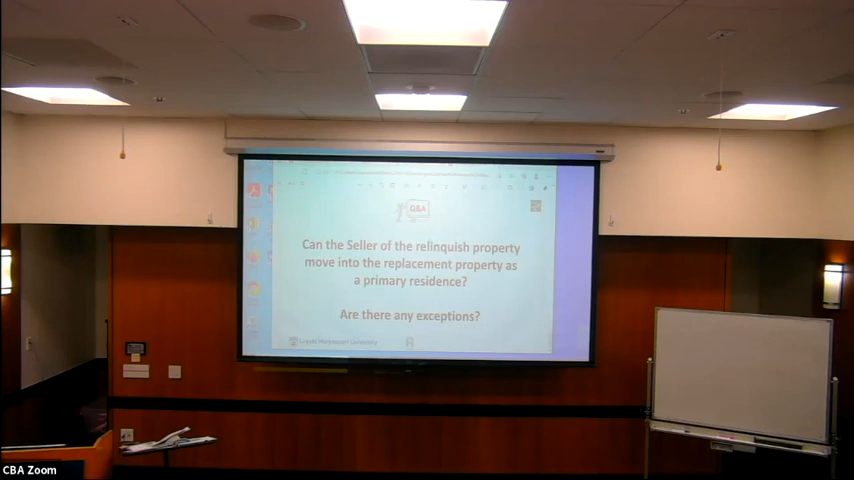 Q&A
Can the Seller of the relinquish property
move into the replacement property as
a primary residence?
Are there any exceptions?
Loyola Marymount University
CBA Zoom